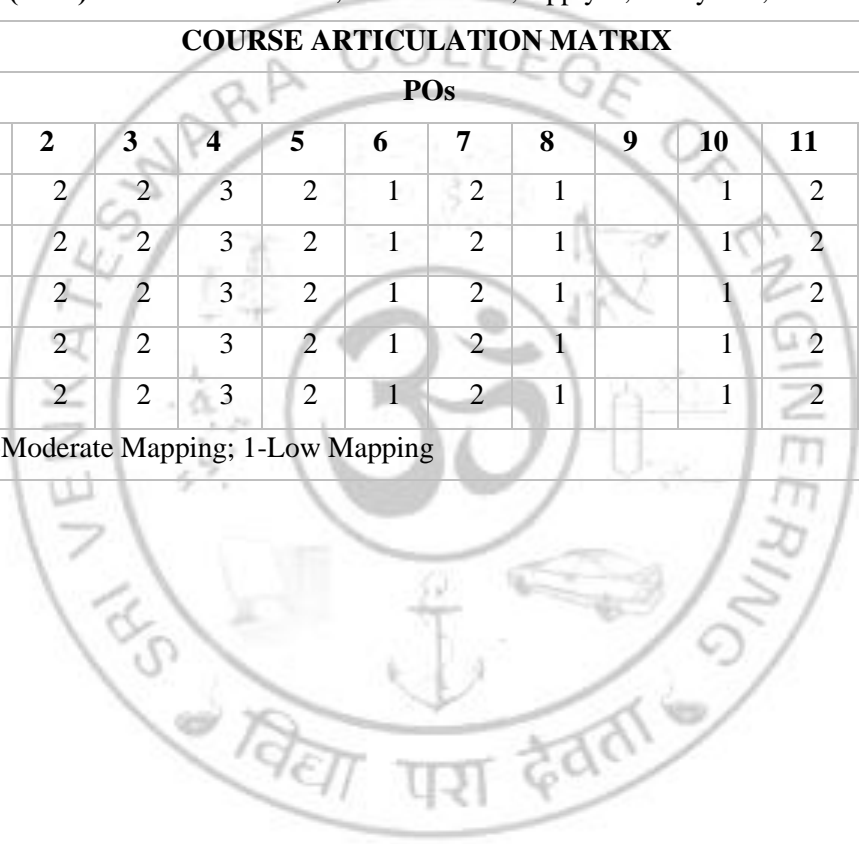 COURSE ARTICULATION MATRIX
POs
2 3 4 5 6 7 8 9 10 11
2 2 3 2 1 2 1 1 2
2 2 3 2 1 2 1 1 2
2 2 3 2 1 2 1 1 2
2 2 3 2 1 2 1 1 2
2 2 3 2 1 2 1 1 2
Moderate Mapping; 1-Low Mapping
SRI VENKATESWARA COLLEGE OF ENGINEERING
विद्या परा दैवता